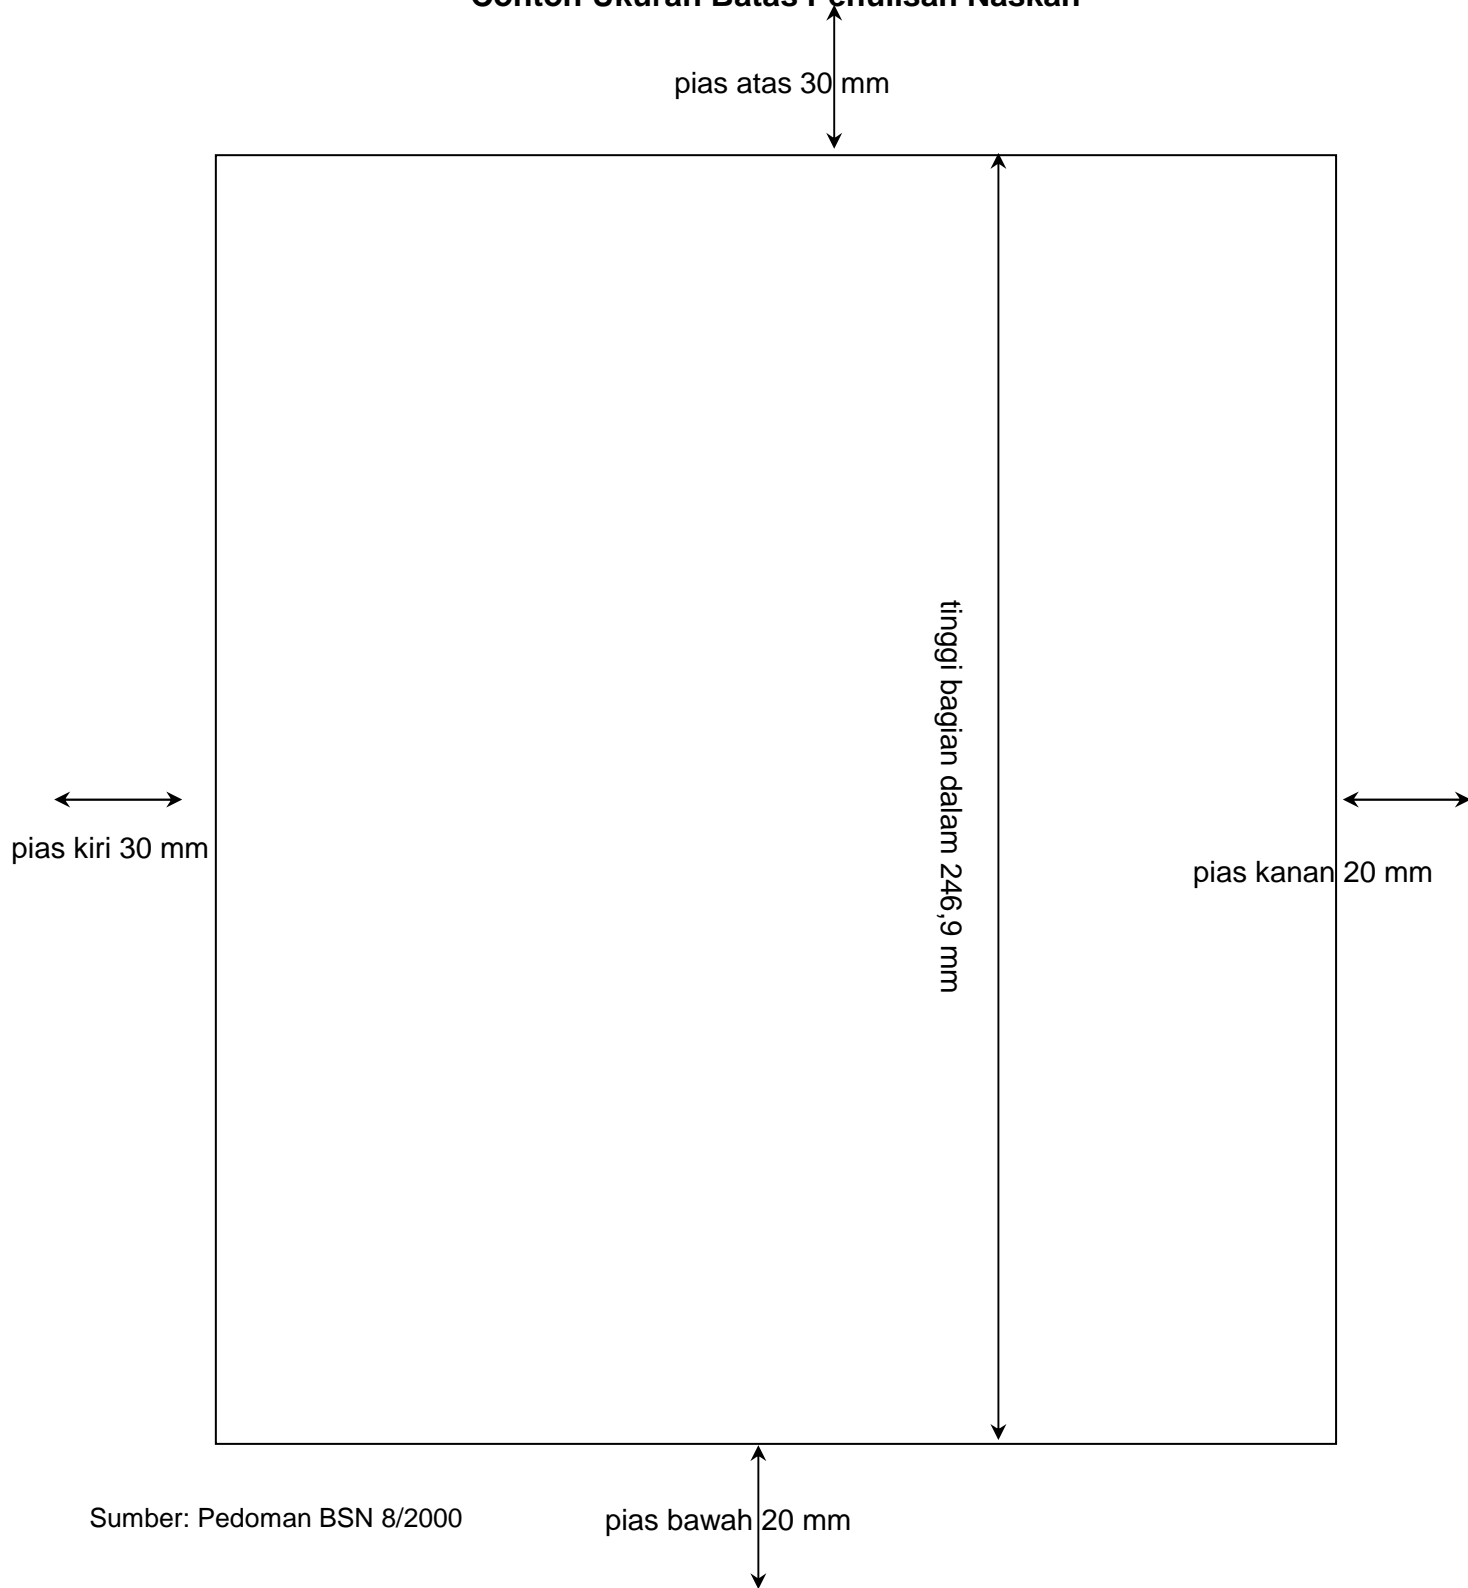 Contoh Ukuran Batas Penulisan Naskah
pias atas 30 mm
tinggi bagian dalam 246,9 mm
pias kiri 30 mm
pias kanan 20 mm
Sumber: Pedoman BSN 8/2000
pias bawah 20 mm